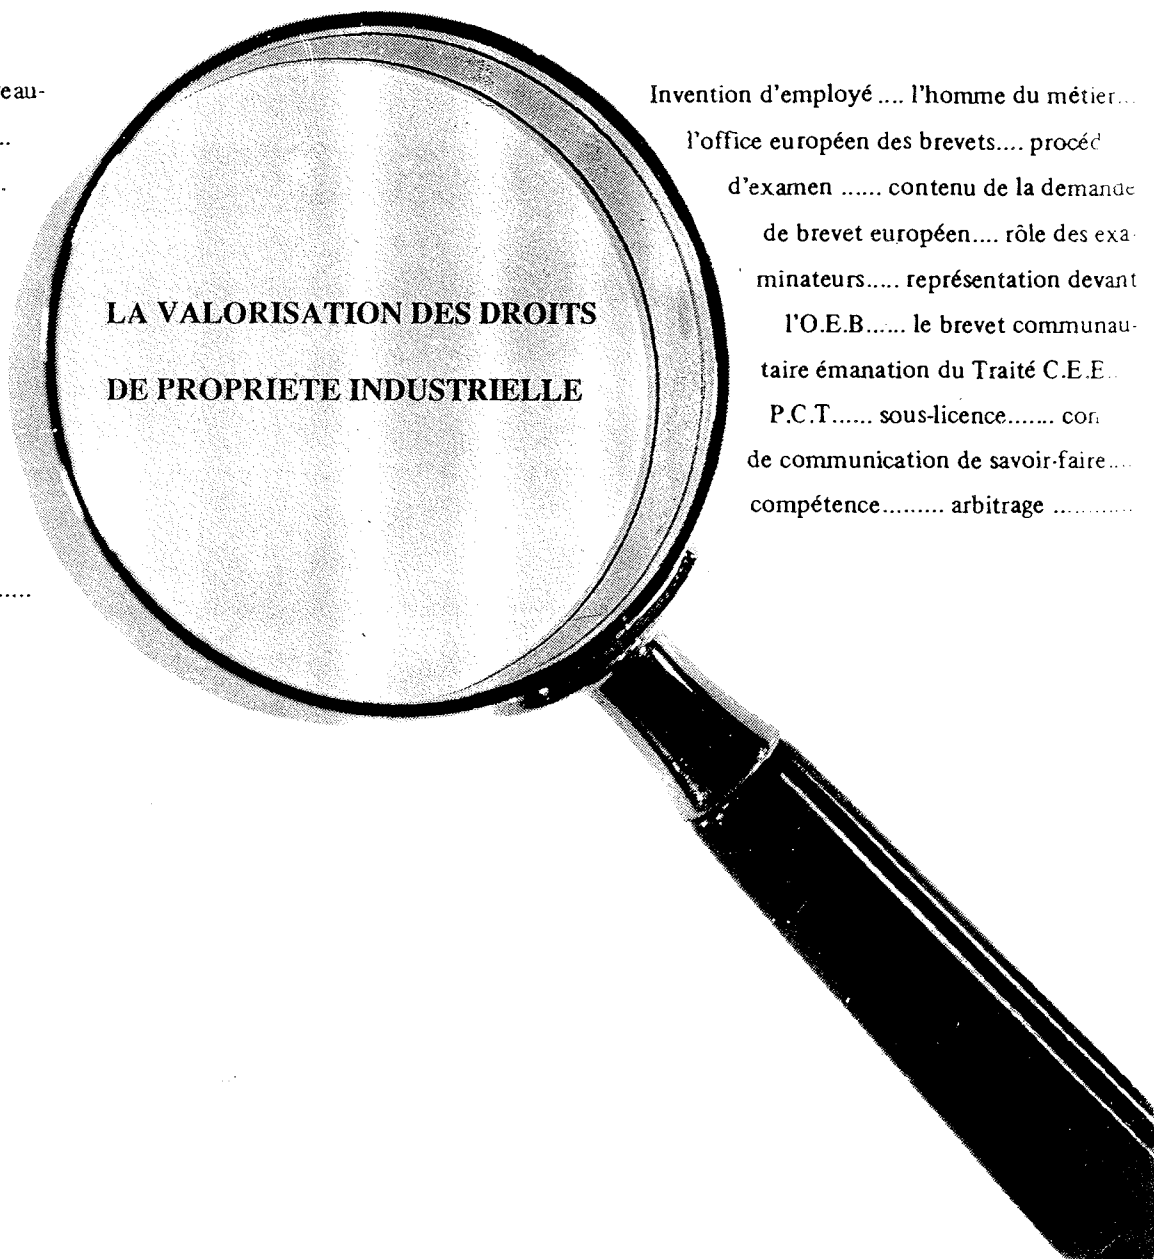 LA VALORISATION DES DROITS
DE PROPRIETE INDUSTRIELLE
Invention d'employé .... l'homme du métier...
l'office européen des brevets....
d'examen ...... contenu de la demande
de brevet européen.... rôle des exa-
minateurs..... représentation devant
l'O.E.B...... le brevet communau-
taire émanation du Traité C.E.E..
P.C.T...... sous-licence.......
de communication de savoir-faire....
compétence......... arbitrage ............